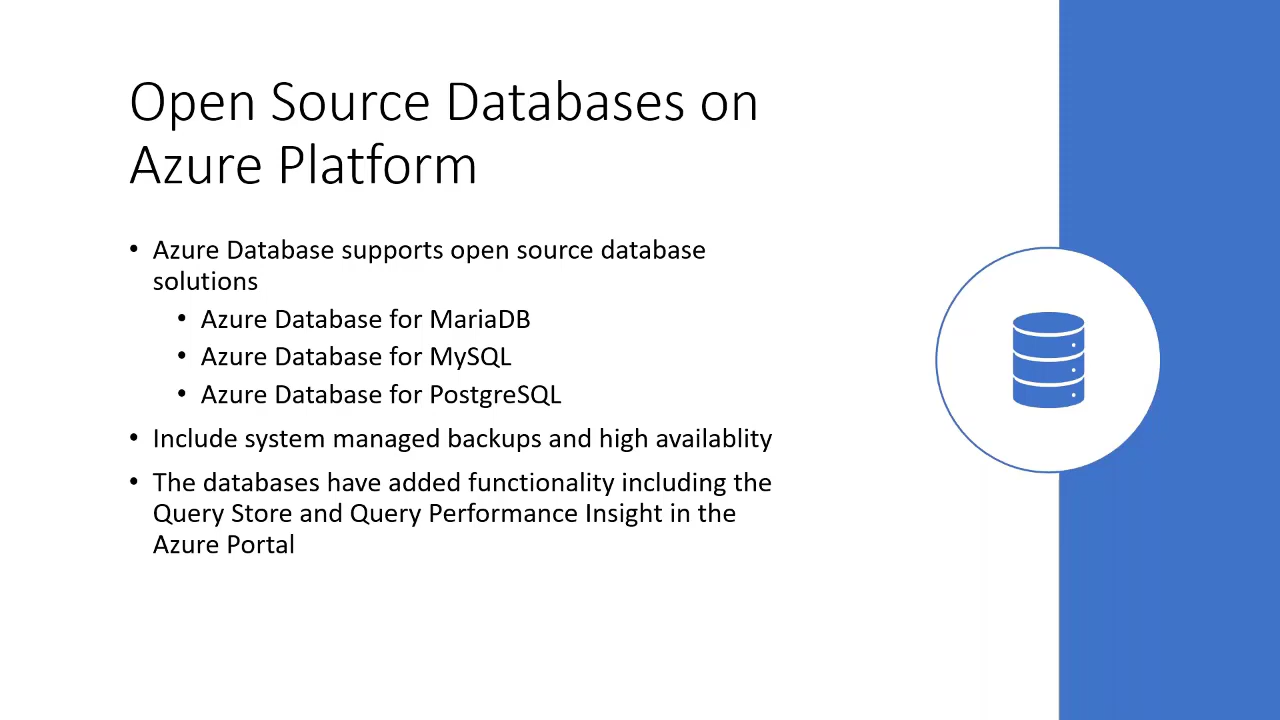 Open Source Databases on
Azure Platform
• Azure Database supports open source database
solutions
• Azure Database for MariaDB
• Azure Database for MySQL
• Azure Database for PostgreSQL
• Include system managed backups and high availablity
• The databases have added functionality including the
Query Store and Query Performance Insight in the
Azure Portal